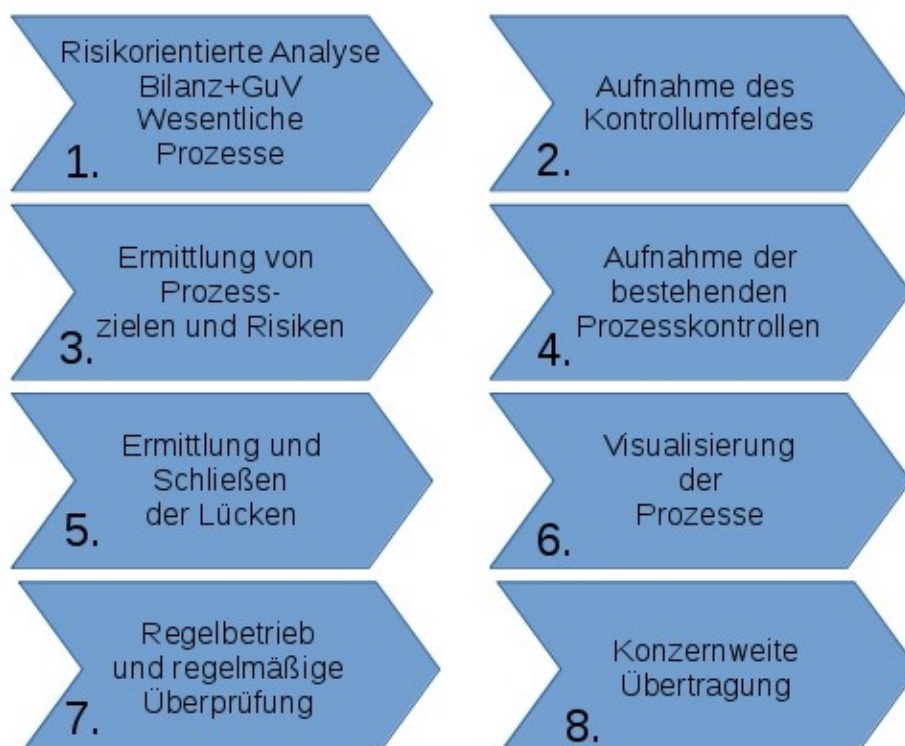 Risikorientierte Analyse
Bilanz+GuV
Wesentliche
Prozesse
1.
Aufnahme des
Kontrollumfeldes
2.
Ermittlung von
Prozess-
zielen und Risiken
3.
Aufnahme der
bestehenden
Prozesskontrollen
4.
Ermittlung und
Schließen
der Lücken
5.
Visualisierung
der
Prozesse
6.
Regelbetrieb
und regelmäßige
Überprüfung
7.
Konzernweite
Übertragung
8.